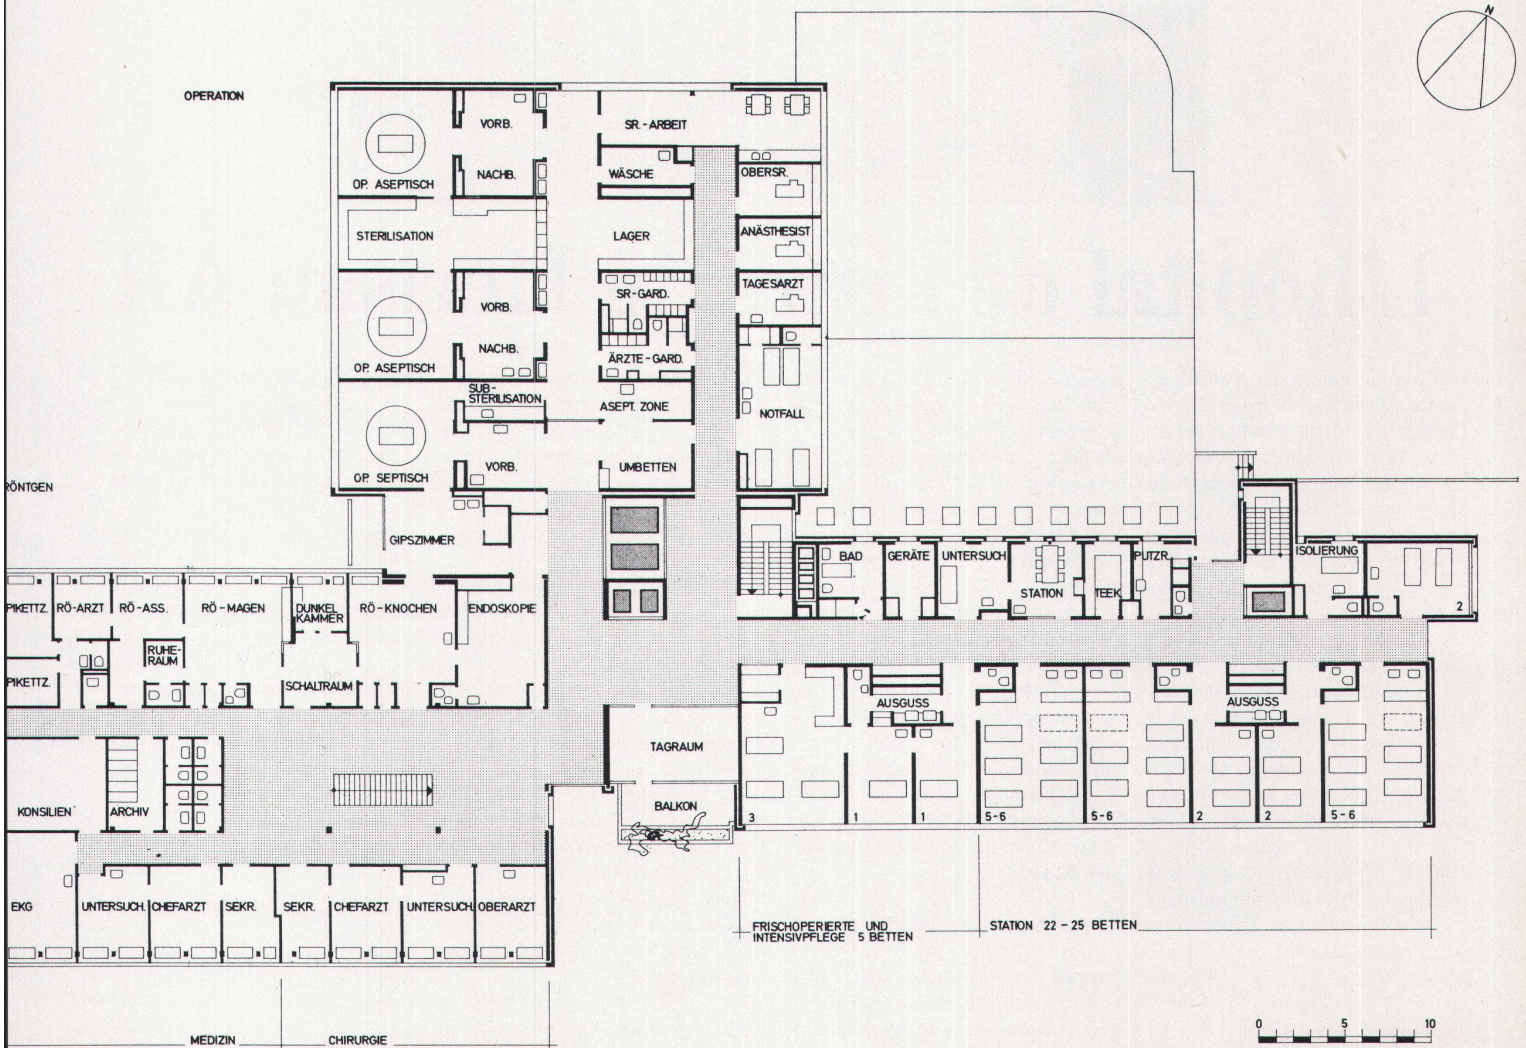 N
OPERATION
VORB.
SR.-ARBEIT
NACHB.
WÄSCHE
OBERSR.
OP. ASEPTISCH
STERILISATION
LAGER
ANÄSTHESIST
TAGESARZT
SR-GARD.
VORB.
NACHB.
ÄRZTE-GARD.
OP. ASEPTISCH
SUB-
STERILISATION
ASEPT. ZONE
NOTFALL
VORB.
UMBETTEN
OP. SEPTISCH
RÖNTGEN
GIPSZIMMER
BAD
GERÄTE
UNTERSUCH.
STATION
TEEK.
PUTZR.
ISOLIERUNG
2
PIKETTZ.
RÖ-ARZT
RÖ-ASS.
RÖ-MAGEN
DUNKEL
KAMMER
RÖ-KNOCHEN
ENDOSKOPIE
RUHE-
RAUM
PIKETTZ.
SCHALTRAUM
AUSGUSS
AUSGUSS
TAGRAUM
KONSILIEN
ARCHIV
BALKON
3
1
1
5-6
5-6
2
2
5-6
EKG
UNTERSUCH.
CHEFARZT
SEKR.
SEKR.
CHEFARZT
UNTERSUCH.
OBERARZT
FRISCHOPERIERTE UND
INTENSIVPFLEGE 5 BETTEN
STATION 22-25 BETTEN
MEDIZIN
CHIRURGIE
0 5 10